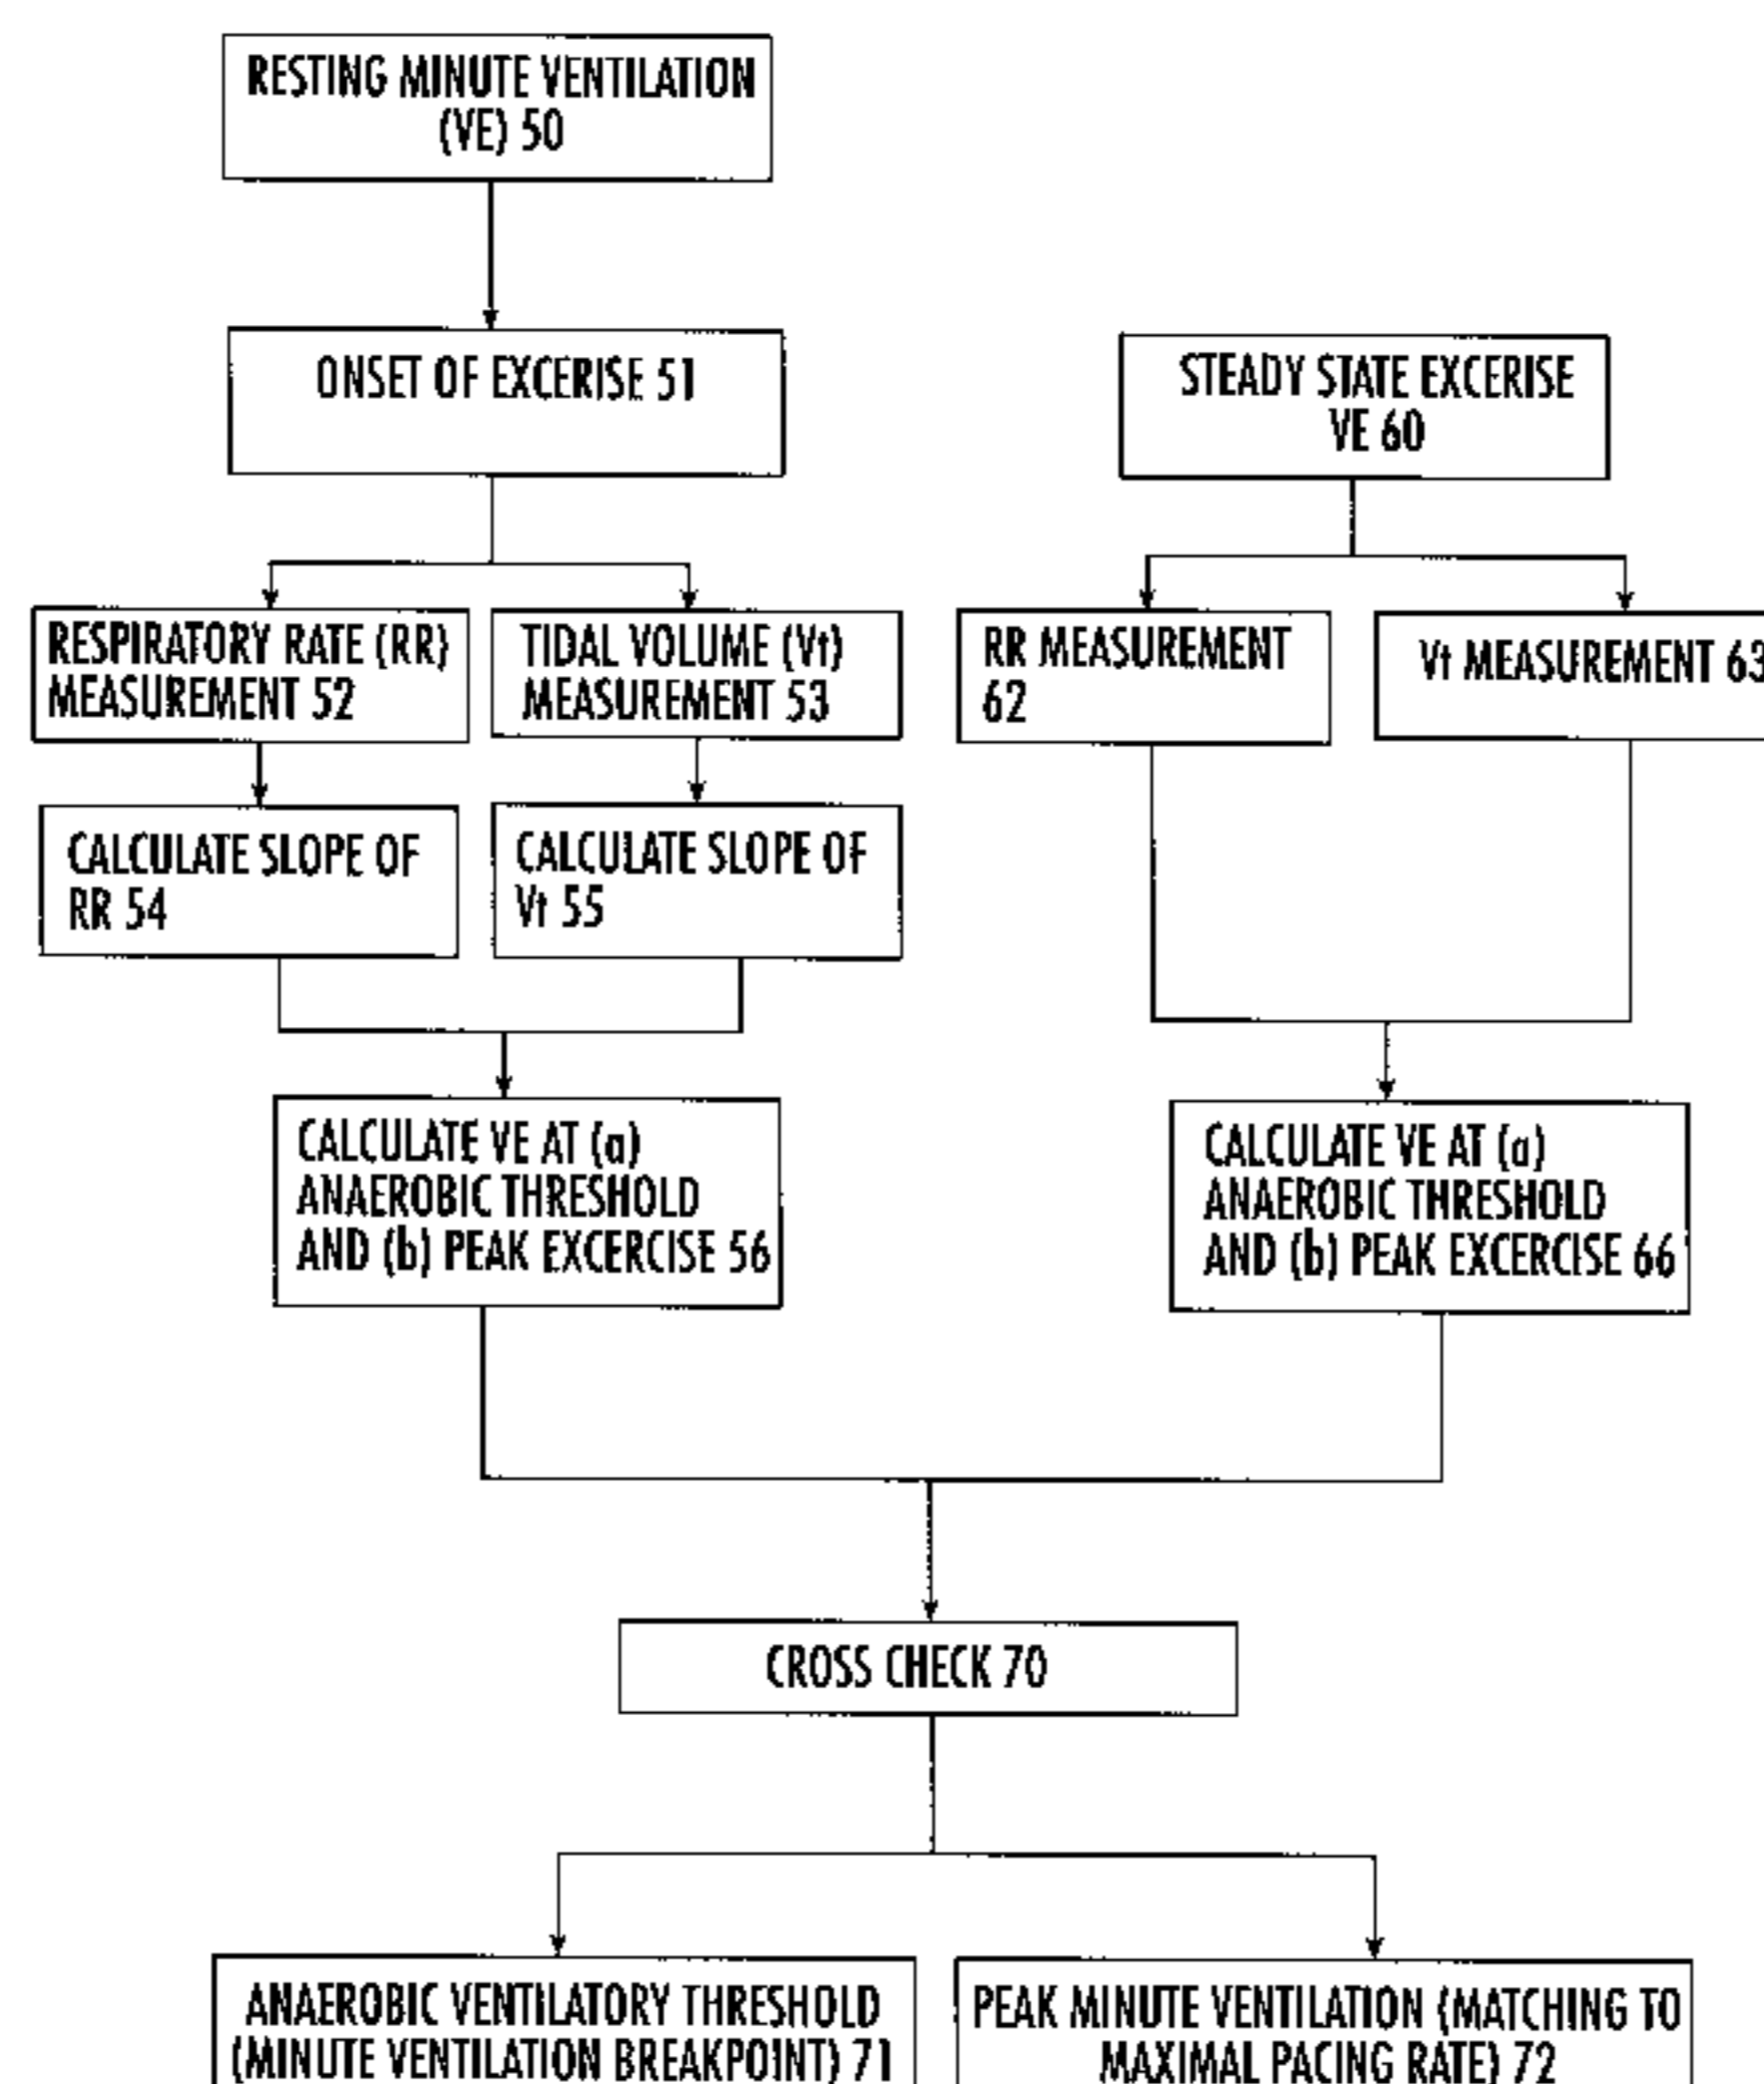 RESTING MINUTE VENTILATION
(VE) 50
ONSET OF EXCERISE 51
STEADY STATE EXCERISE
VE 60
RESPIRATORY RATE (RR)
MEASUREMENT 52
TIDAL VOLUME (Vt)
MEASUREMENT 53
RR MEASUREMENT
62
Vt MEASUREMENT 63
CALCULATE SLOPE OF
RR 54
CALCULATE SLOPE OF
Vt 55
CALCULATE VE AT (a)
ANAEROBIC THRESHOLD
AND (b) PEAK EXCERCISE 56
CALCULATE VE AT (a)
ANAEROBIC THRESHOLD
AND (b) PEAK EXCERCISE 66
CROSS CHECK 70
ANAEROBIC VENTILATORY THRESHOLD
(MINUTE VENTILATION BREAKPOINT) 71
PEAK MINUTE VENTILATION (MATCHING TO
MAXIMAL PACING RATE) 72